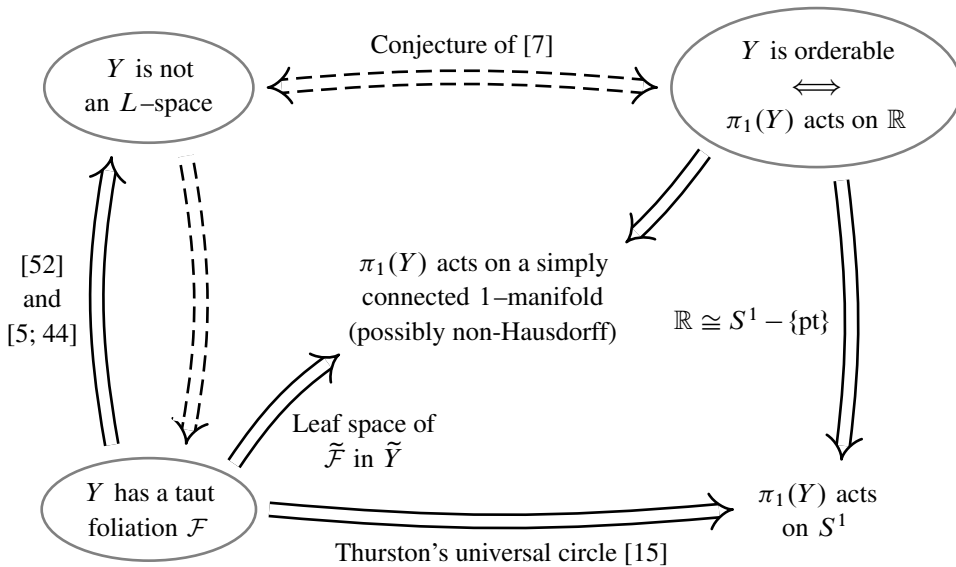 Conjecture of [7]
Y is not
an L–space
Y is orderable
⟺
π₁(Y) acts on ℝ
[52]
and
[5; 44]
π₁(Y) acts on a simply
connected 1–manifold
(possibly non-Hausdorff)
ℝ ≅ S¹ – {pt}
Leaf space of
ℱ̃ in Ỹ
Y has a taut
foliation ℱ
π₁(Y) acts
on S¹
Thurston’s universal circle [15]